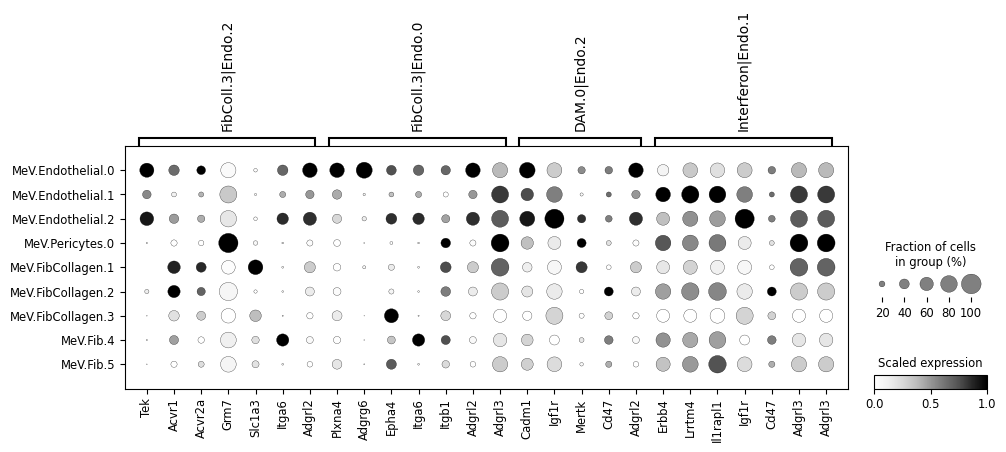 FibColl.3|Endo.2
FibColl.3|Endo.0
DAM.0|Endo.2
Interferon|Endo.1
MeV.Endothelial.0
MeV.Endothelial.1
MeV.Endothelial.2
MeV.Pericytes.0
MeV.FibCollagen.1
MeV.FibCollagen.2
MeV.FibCollagen.3
MeV.Fib.4
MeV.Fib.5
Tek
Acvr1
Acvr2a
Grm7
Slc1a3
Itga6
Adgrl2
Plxna4
Adgrg6
Epha4
Itga6
Itgb1
Adgrl2
Adgrl3
Cadm1
Igf1r
Mertk
Cd47
Adgrl2
Erbb4
Lrrtm4
Il1rapl1
Igf1r
Cd47
Adgrl3
Adgrl3
Fraction of cells
in group (%)
20 40 60 80 100
Scaled expression
0.0 0.5 1.0